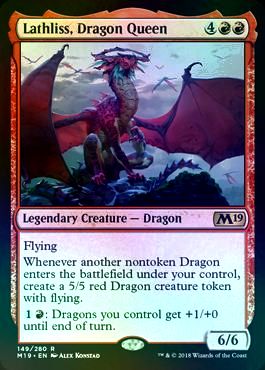 Lathliss, Dragon Queen 4
Legendary Creature — Dragon M19
Flying
Whenever another nontoken Dragon
enters the battlefield under your control,
create a 5/5 red Dragon creature token
with flying.
1 : Dragons you control get +1/+0
until end of turn.
6/6
149/280 R
M19 • EN Alex Konstad
™ & © 2018 Wizards of the Coast